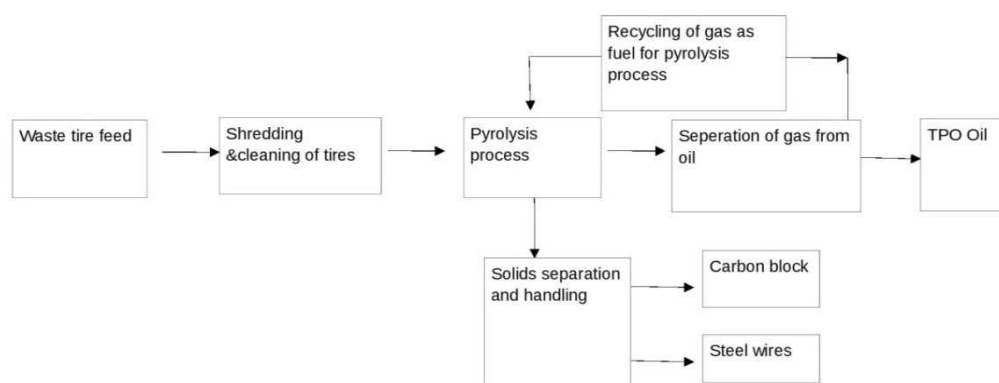 Recycling of gas as
fuel for pyrolysis
process
Waste tire feed
Shredding
&cleaning of tires
Pyrolysis
process
Seperation of gas from
oil
TPO Oil
Solids separation
and handling
Carbon block
Steel wires